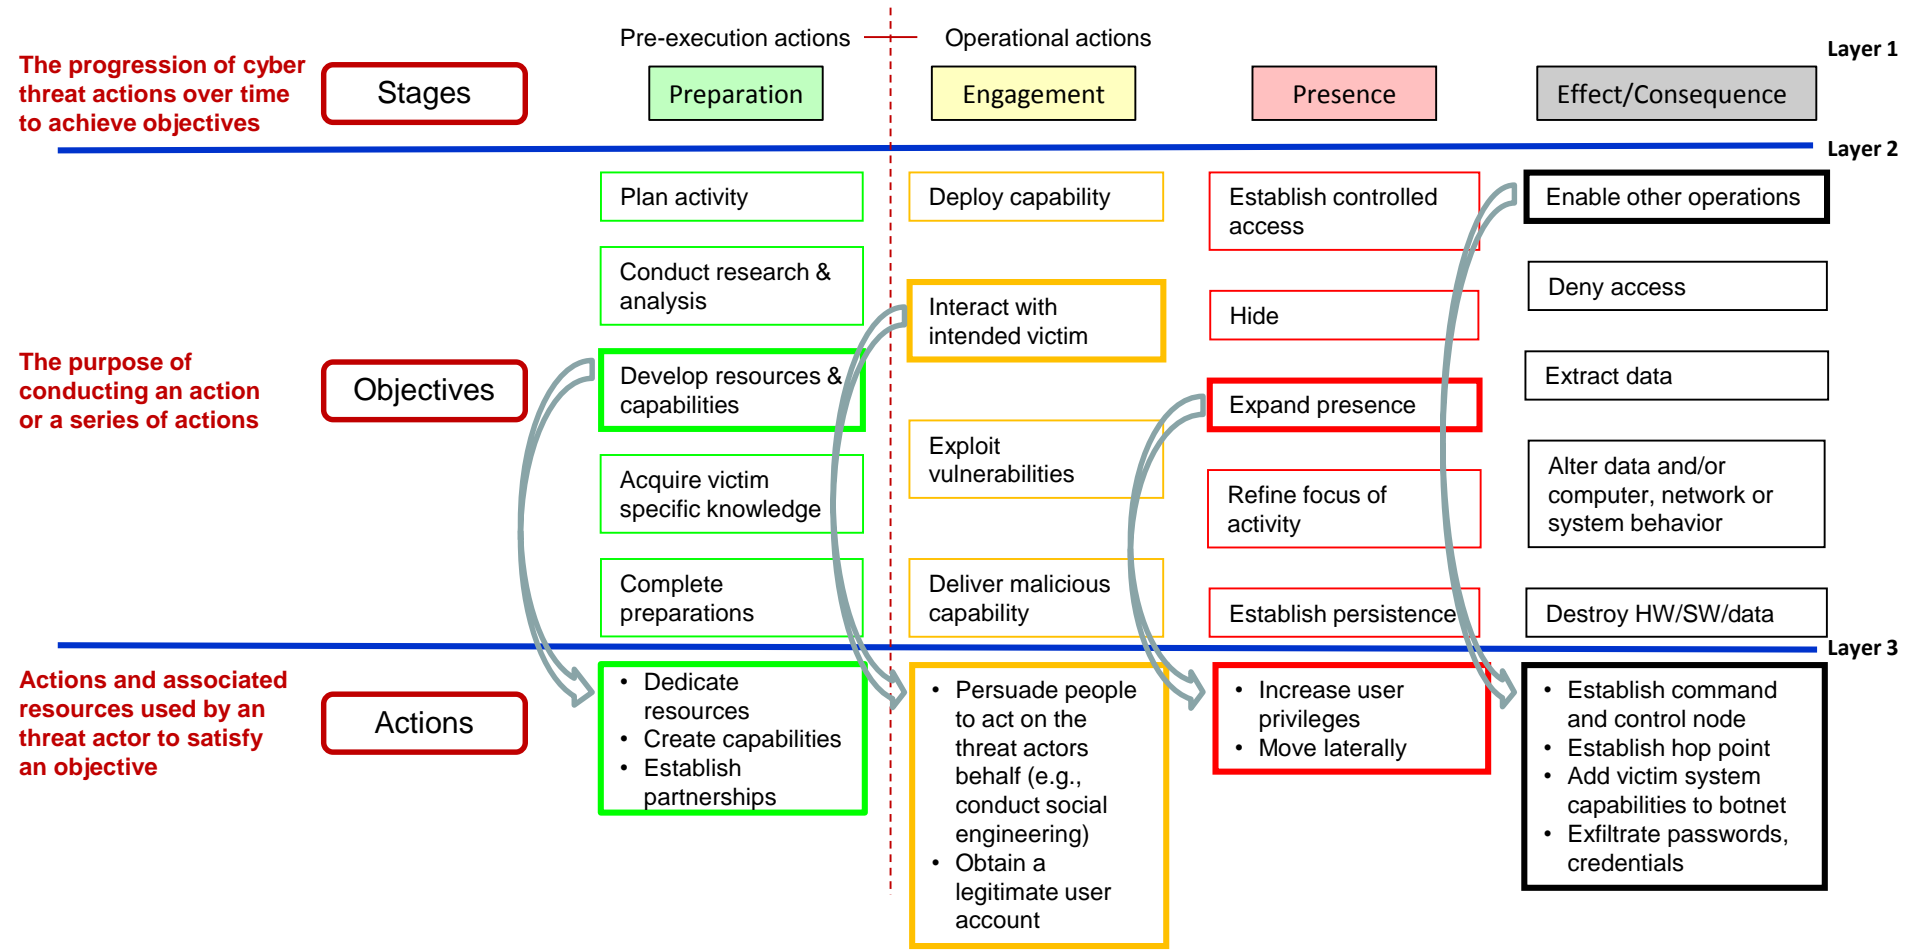 Pre-execution actions
Operational actions
Layer 1
The progression of cyber
threat actions over time
to achieve objectives
Stages
Preparation
Engagement
Presence
Effect/Consequence
Layer 2
The purpose of
conducting an action
or a series of actions
Objectives
Plan activity
Conduct research &
analysis
Develop resources &
capabilities
Acquire victim
specific knowledge
Complete
preparations
Deploy capability
Interact with
intended victim
Exploit
vulnerabilities
Deliver malicious
capability
Establish controlled
access
Hide
Expand presence
Refine focus of
activity
Establish persistence
Enable other operations
Deny access
Extract data
Alter data and/or
computer, network or
system behavior
Destroy HW/SW/data
Layer 3
Actions and associated
resources used by an
threat actor to satisfy
an objective
Actions
• Dedicate
resources
• Create capabilities
• Establish
partnerships
• Persuade people
to act on the
threat actors
behalf (e.g.,
conduct social
engineering)
• Obtain a
legitimate user
account
• Increase user
privileges
• Move laterally
• Establish command
and control node
• Establish hop point
• Add victim system
capabilities to botnet
• Exfiltrate passwords,
credentials